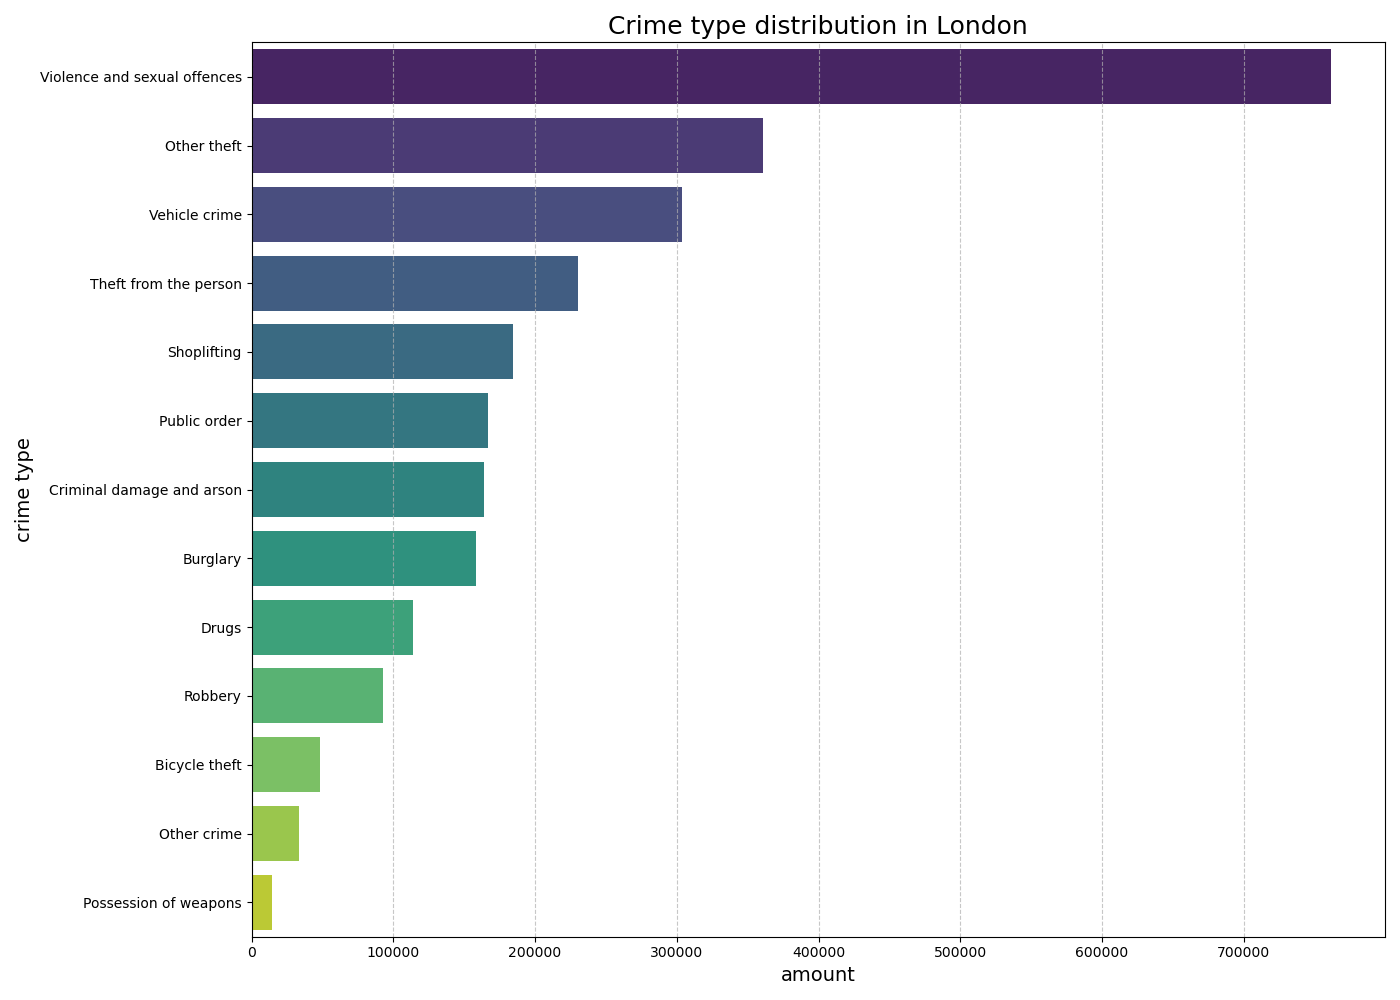 Crime type distribution in London
crime type
Violence and sexual offences
Other theft
Vehicle crime
Theft from the person
Shoplifting
Public order
Criminal damage and arson
Burglary
Drugs
Robbery
Bicycle theft
Other crime
Possession of weapons
0 100000 200000 300000 400000 500000 600000 700000
amount